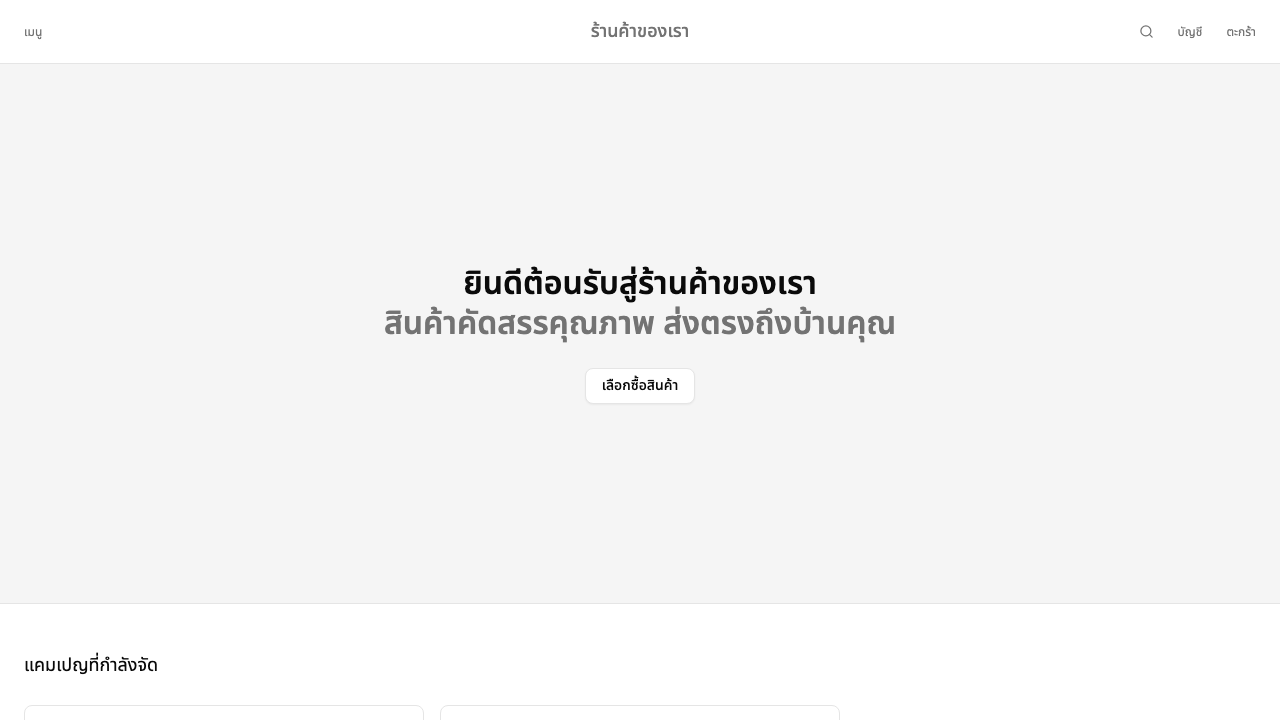 เมนู
ร้านค้าของเรา
บัญชี
ตะกร้า
ยินดีต้อนรับสู่ร้านค้าของเรา
สินค้าคัดสรรคุณภาพ ส่งตรงถึงบ้านคุณ
เลือกซื้อสินค้า
แคมเปญที่กำลังจัด